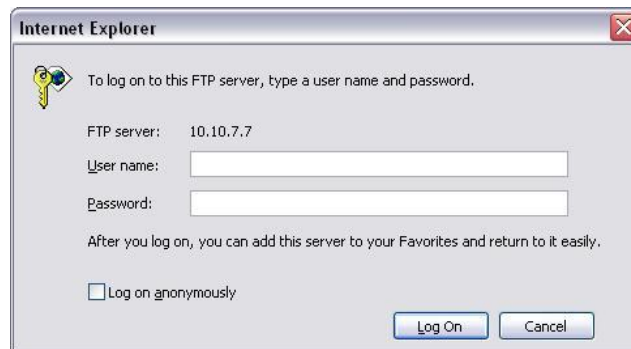 Internet Explorer
To log on to this FTP server, type a user name and password.
FTP server: 10.10.7.7
User name:
Password:
After you log on, you can add this server to your Favorites and return to it easily.
Log on anonymously
Log On Cancel